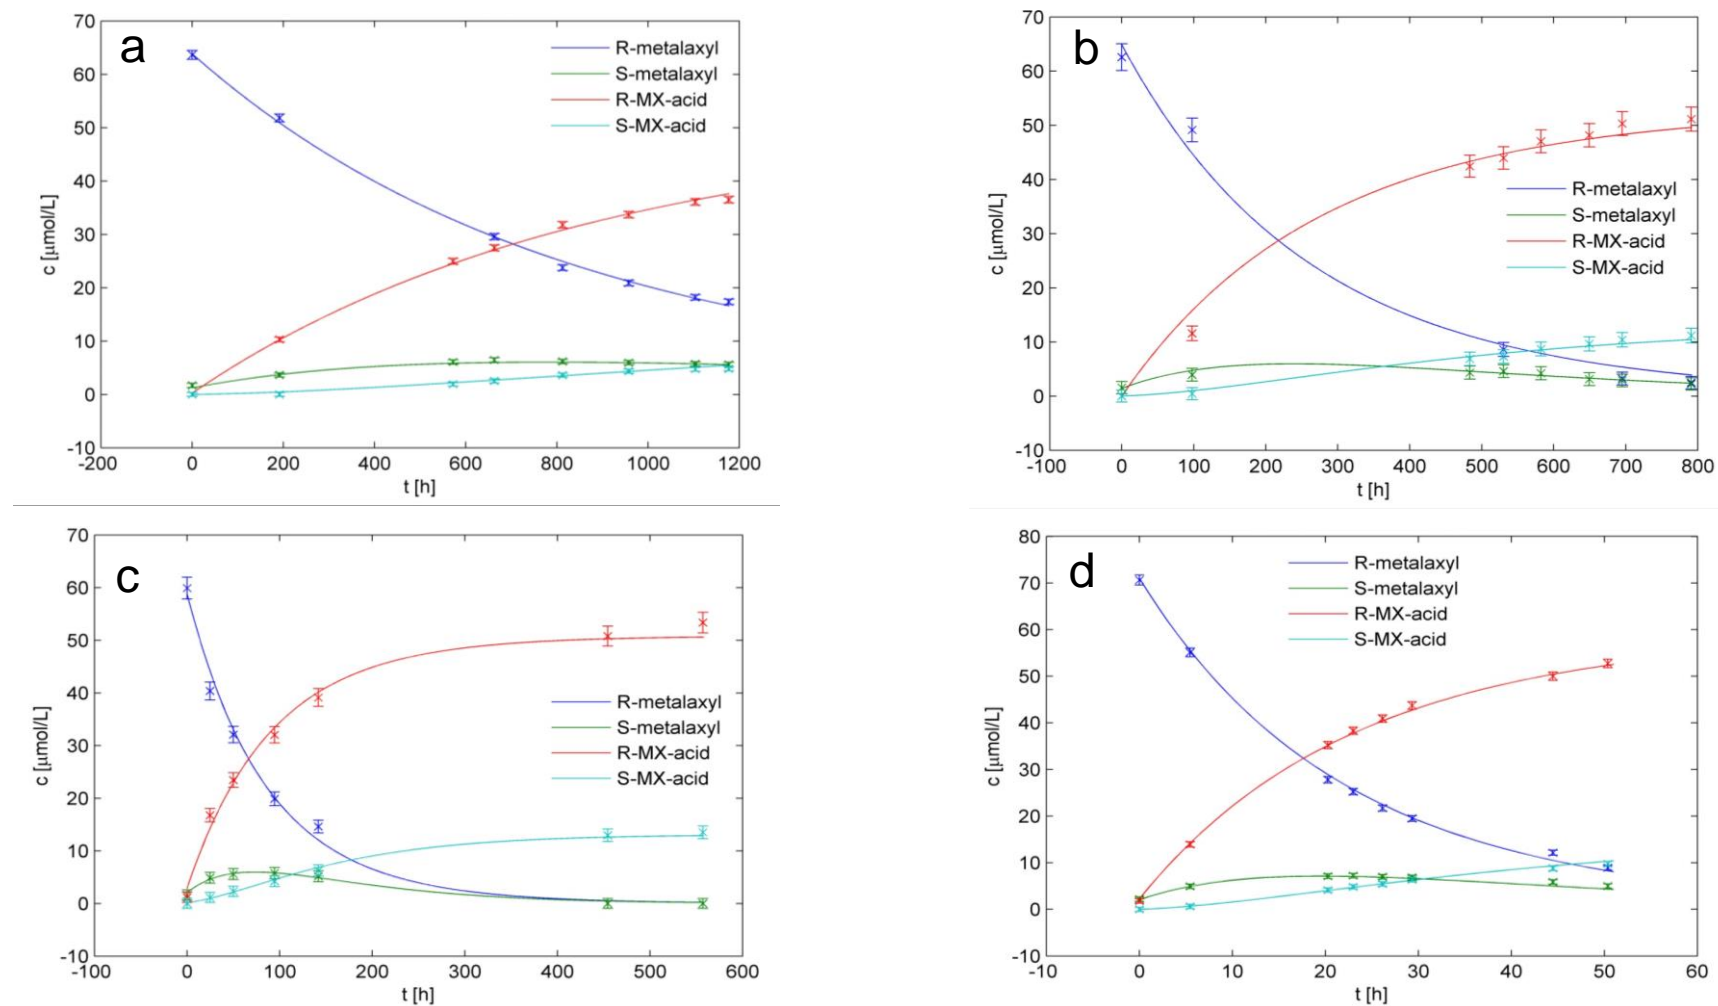 a
70
60
50
40
30
20
10
0
-10
c [μmol/L]
R-metalaxyl
S-metalaxyl
R-MX-acid
S-MX-acid
-200 0 200 400 600 800 1000 1200
t [h]
b
70
60
50
40
30
20
10
0
-10
c [μmol/L]
R-metalaxyl
S-metalaxyl
R-MX-acid
S-MX-acid
-100 0 100 200 300 400 500 600 700 800
t [h]
c
70
60
50
40
30
20
10
0
-10
c [μmol/L]
R-metalaxyl
S-metalaxyl
R-MX-acid
S-MX-acid
-100 0 100 200 300 400 500 600
t [h]
d
80
70
60
50
40
30
20
10
0
-10
c [μmol/L]
R-metalaxyl
S-metalaxyl
R-MX-acid
S-MX-acid
-10 0 10 20 30 40 50 60
t [h]